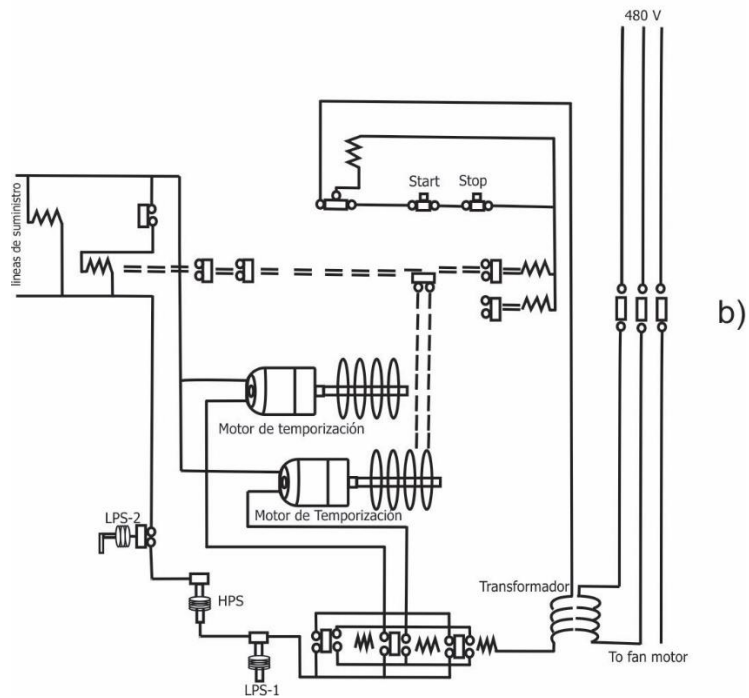 480 V
Start Stop
líneas de suministro
b)
Motor de temporización
Motor de Temporización
LPS-2
HPS
Transformador
To fan motor
LPS-1